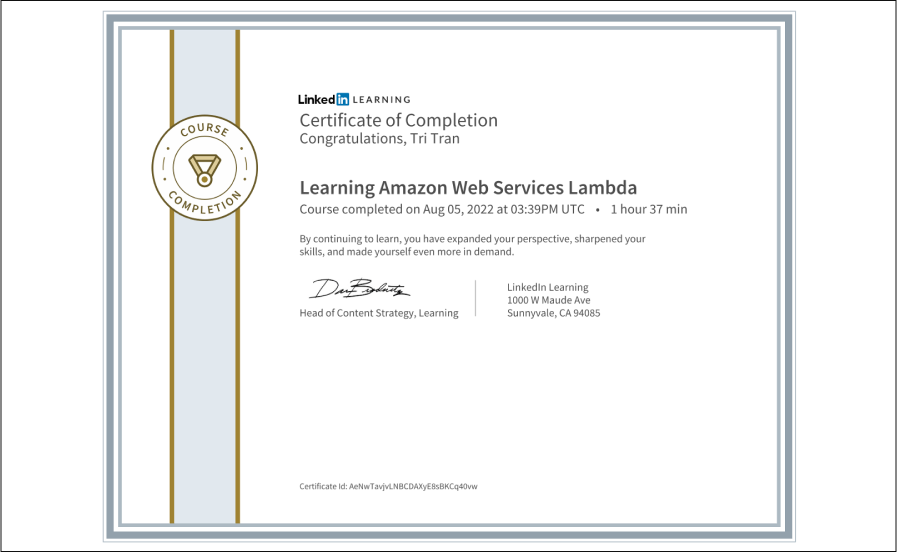 COURSE
COMPLETION
Linked in LEARNING
Certificate of Completion
Congratulations, Tri Tran
Learning Amazon Web Services Lambda
Course completed on Aug 05, 2022 at 03:39PM UTC • 1 hour 37 min
By continuing to learn, you have expanded your perspective, sharpened your
skills, and made yourself even more in demand.
Head of Content Strategy, Learning
LinkedIn Learning
1000 W Maude Ave
Sunnyvale, CA 94085
Certificate Id: AeNwTavjvLNBCDAXyE8sBKCq40vw